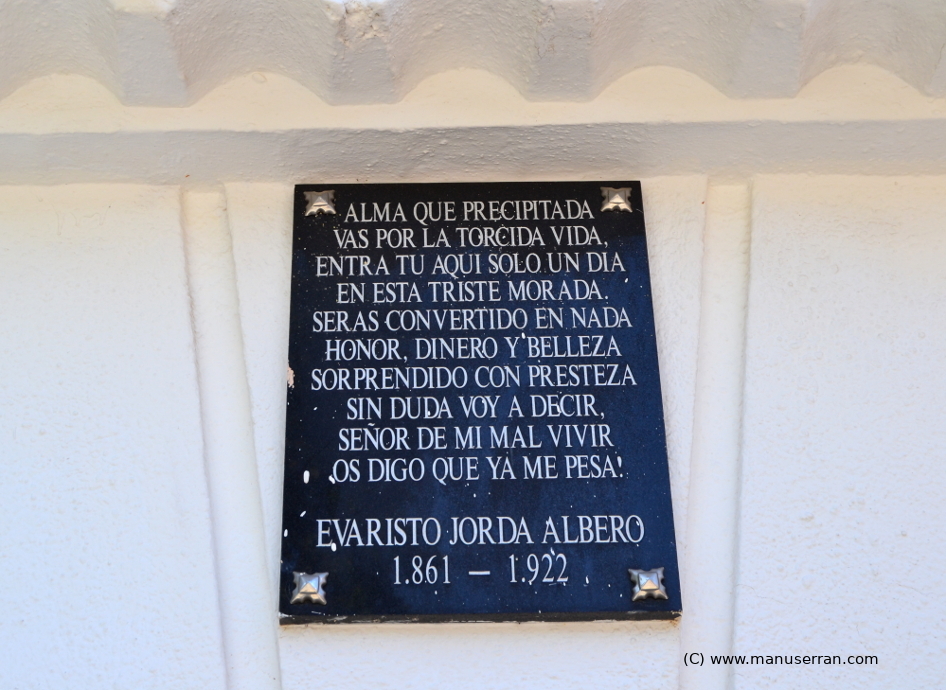 ALMA QUE PRECIPITADA
VAS POR LA TORCIDA VIDA,
ENTRA TU AQUI SOLO UN DIA
EN ESTA TRISTE MORADA.
SERAS CONVERTIDO EN NADA
HONOR, DINERO Y BELLEZA
SORPRENDIDO CON PRESTEZA
SIN DUDA VOY A DECIR,
SEÑOR DE MI MAL VIVIR
OS DIGO QUE YA ME PESA!
EVARISTO JORDA ALBERO
1.861 — 1.922
(C) www.manuserran.com